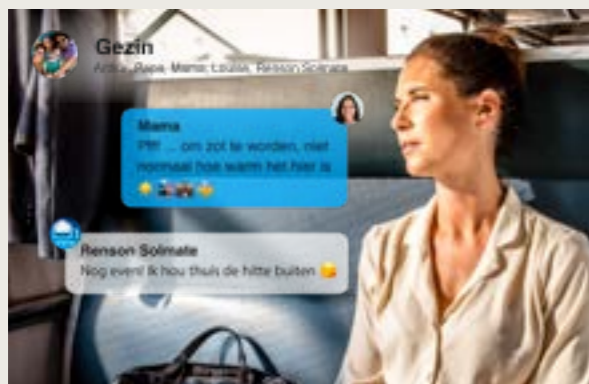 Gezin
Papa, Mama, Louise, Renson Solmate
Mama
Pfff ... om zot te worden, niet
normaal hoe warm het hier is
Renson Solmate
Nog even! Ik hou thuis de hitte buiten